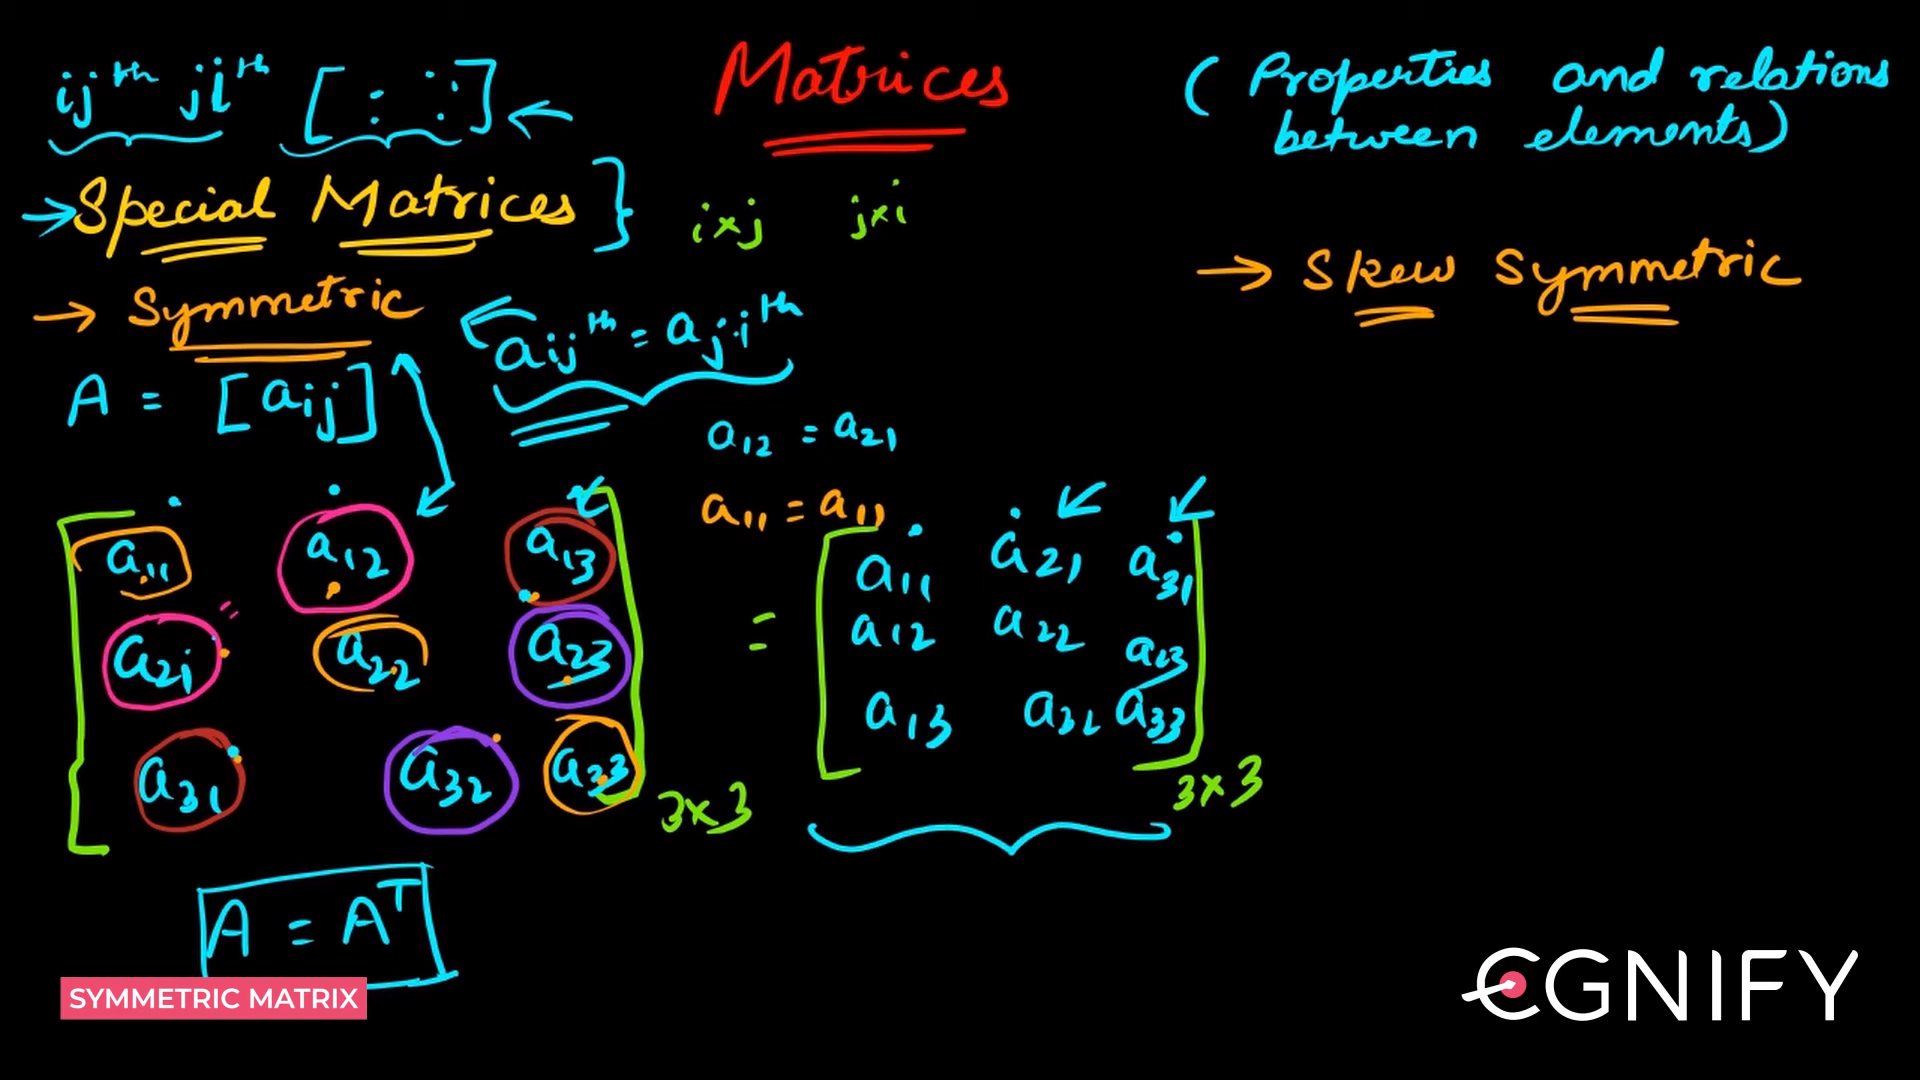 Matrices
( Properties and relations
between elements)
ijᵗʰ jiᵗʰ [ : ⋰ ] ←
→ Special Matrices }
i×j j×i
→ Symmetric
→ Skew Symmetric
aijᵗʰ = ajiᵗʰ
A = [aij]
a12 = a21
a11 = a11
a11 a12 a13
a21 a22 a23
a31 a32 a33
3×3
=
a11 a21 a31
a12 a22 a13
a13 a32 a33
3×3
A = Aᵀ
SYMMETRIC MATRIX
EGNIFY